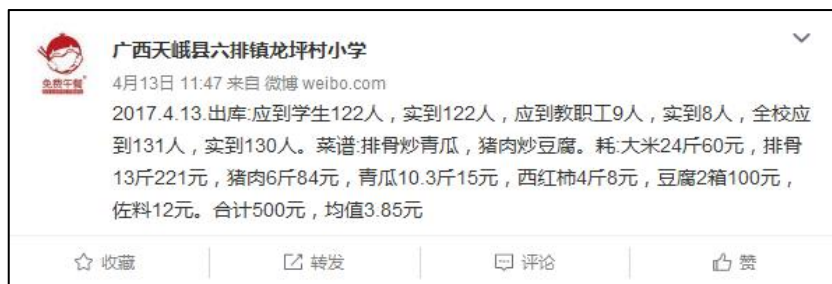 广西天峨县六排镇龙坪村小学
免费午餐
4月13日 11:47 来自 微博 weibo.com
2017.4.13.出库:应到学生122人，实到122人，应到教职工9人，实到8人，全校应
到131人，实到130人。菜谱:排骨炒青瓜，猪肉炒豆腐。耗:大米24斤60元，排骨
13斤221元，猪肉6斤84元，青瓜10.3斤15元，西红柿4斤8元，豆腐2箱100元，
佐料12元。合计500元，均值3.85元
收藏 转发 评论 赞